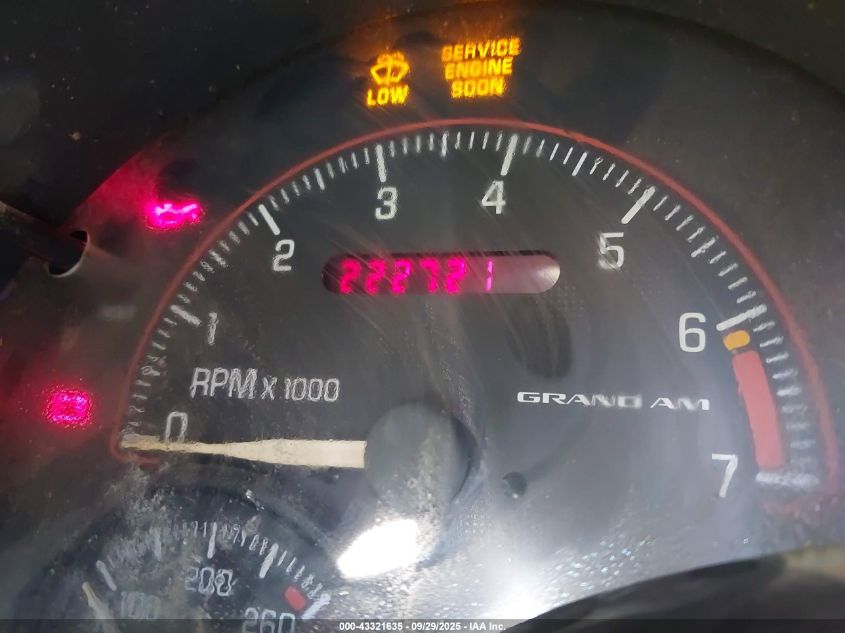 LOW
SERVICE
ENGINE
SOON
0
1
2
3
4
5
6
7
222721
RPM X 1000
GRAND AM
100
200
260
000-43321635 - 09/29/2025 - IAA Inc.